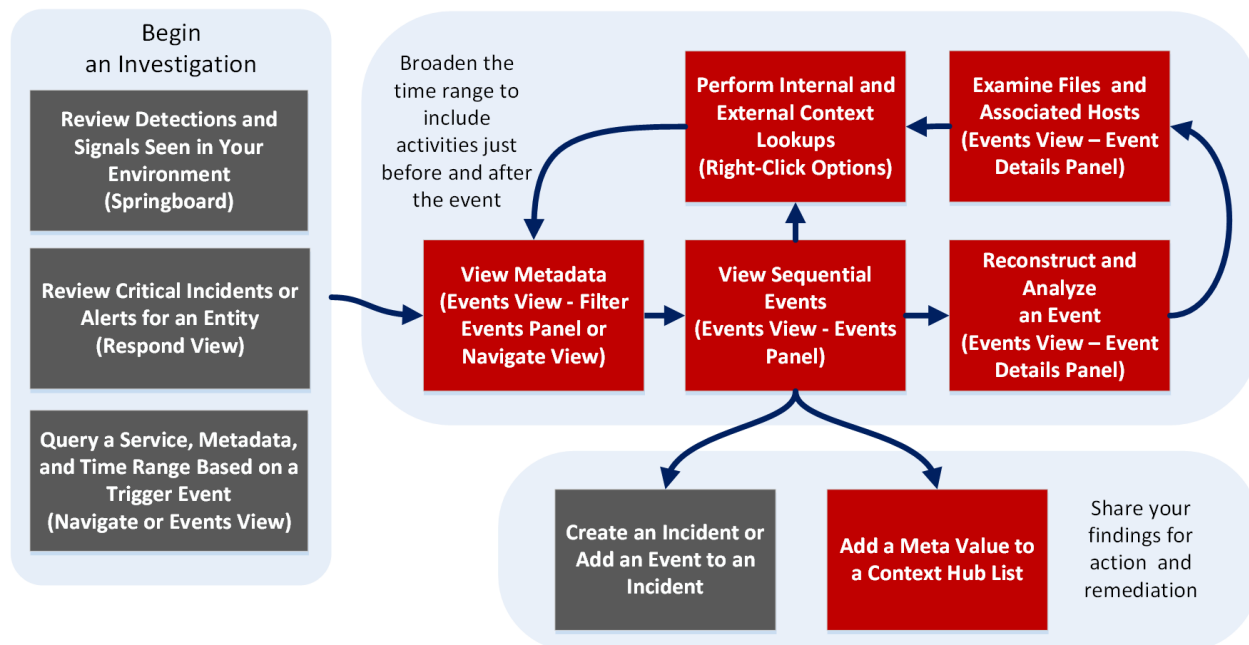 Begin
an Investigation
Review Detections and
Signals Seen in Your
Environment
(Springboard)
Review Critical Incidents or
Alerts for an Entity
(Respond View)
Query a Service, Metadata,
and Time Range Based on a
Trigger Event
(Navigate or Events View)
Broaden the
time range to
include
activities just
before and after
the event
Perform Internal and
External Context
Lookups
(Right-Click Options)
Examine Files and
Associated Hosts
(Events View – Event
Details Panel)
View Metadata
(Events View - Filter
Events Panel or
Navigate View)
View Sequential
Events
(Events View - Events
Panel)
Reconstruct and
Analyze
an Event
(Events View – Event
Details Panel)
Create an Incident or
Add an Event to an
Incident
Add a Meta Value to
a Context Hub List
Share your
findings for
action and
remediation